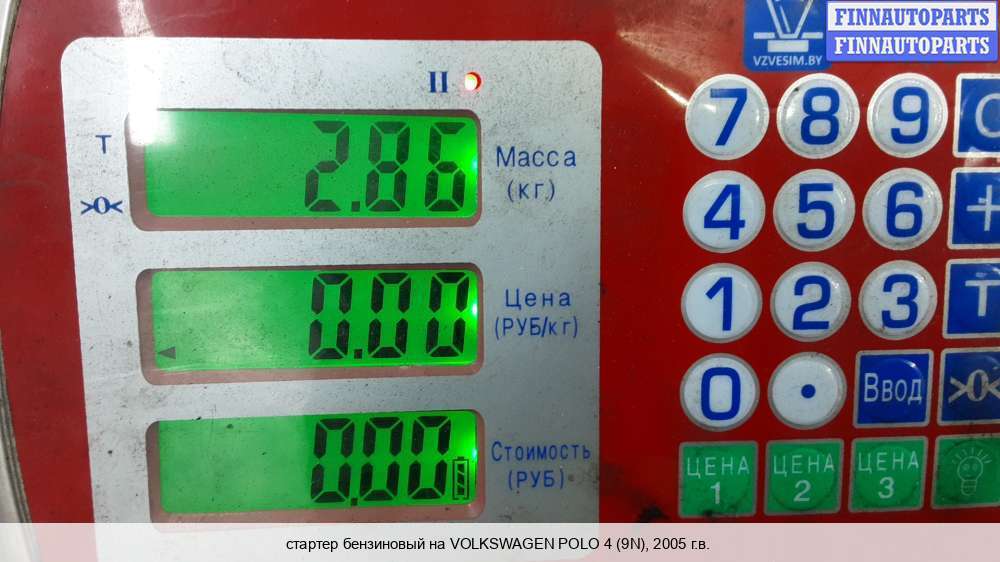 FINNAUTOPARTS
FINNAUTOPARTS
VZVESIM.BY
II
T
2.86
Масса
(кг.)
>0<
0.00
Цена
(РУБ/кг)
0.00
Стоимость
(РУБ)
7 8 9 C
4 5 6 +
1 2 3 T
0 . Ввод >0<
ЦЕНА 1 ЦЕНА 2 ЦЕНА 3
стартер бензиновый на VOLKSWAGEN POLO 4 (9N), 2005 г.в.